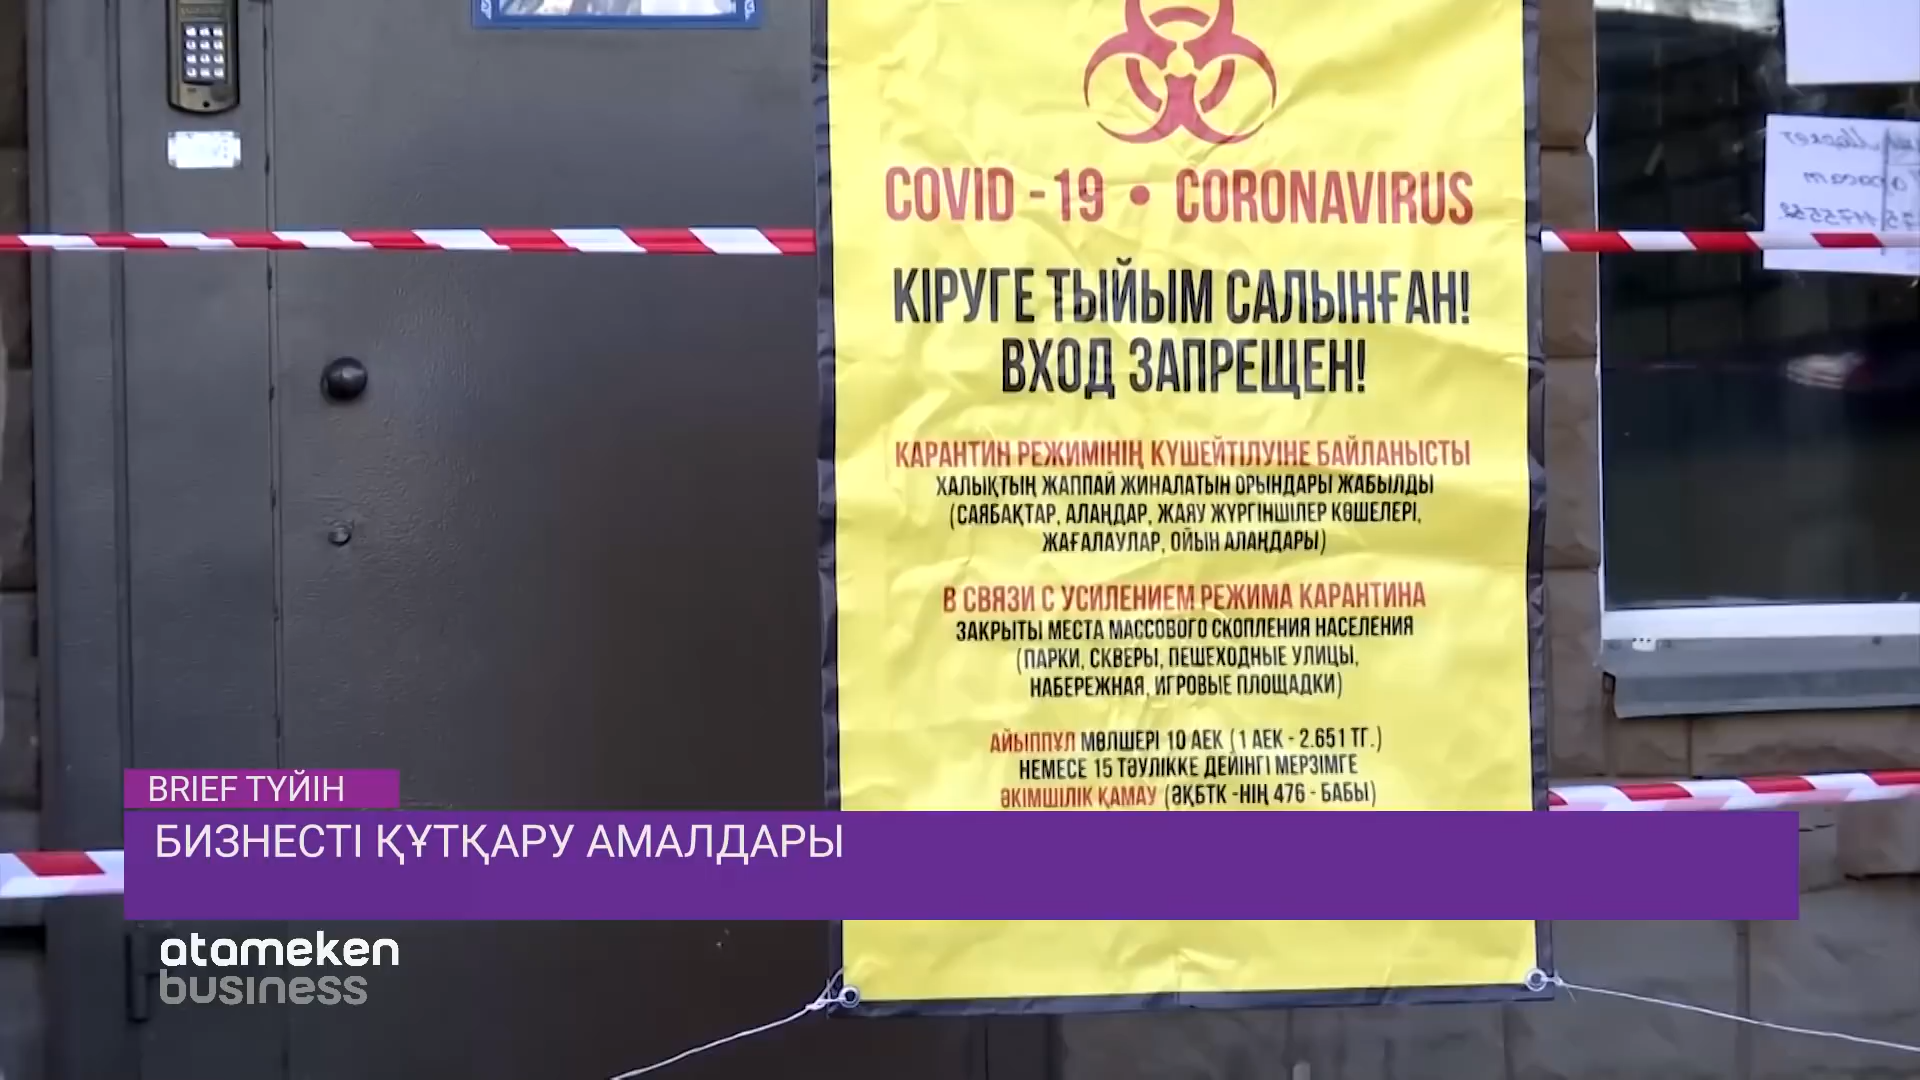 COVID - 19 • CORONAVIRUS
КІРУГЕ ТЫЙЫМ САЛЫНҒАН!
ВХОД ЗАПРЕЩЕН!
КАРАНТИН РЕЖИМІНІҢ КҮШЕЙТІЛУІНЕ БАЙЛАНЫСТЫ
ХАЛЫҚТЫҢ ЖАППАЙ ЖИНАЛАТЫН ОРЫНДАРЫ ЖАБЫЛДЫ
(САЯБАҚТАР, АЛАҢДАР, ЖАЯУ ЖҮРГІНШІЛЕР КӨШЕЛЕРІ,
ЖАҒАЛАУЛАР, ОЙЫН АЛАҢДАРЫ)
В СВЯЗИ С УСИЛЕНИЕМ РЕЖИМА КАРАНТИНА
ЗАКРЫТЫ МЕСТА МАССОВОГО СКОПЛЕНИЯ НАСЕЛЕНИЯ
(ПАРКИ, СКВЕРЫ, ПЕШЕХОДНЫЕ УЛИЦЫ,
НАБЕРЕЖНАЯ, ИГРОВЫЕ ПЛОЩАДКИ)
АЙЫППҰЛ МӨЛШЕРІ 10 АЕК (1 АЕК - 2.651 ТГ.)
НЕМЕСЕ 15 ТӘУЛІККЕ ДЕЙІНГІ МЕРЗІМГЕ
ӘКІМШІЛІК ҚАМАУ (ӘҚБТК -НІҢ 476 - БАБЫ)
BRIEF ТҮЙІН
БИЗНЕСТІ ҚҰТҚАРУ АМАЛДАРЫ
atameken
business